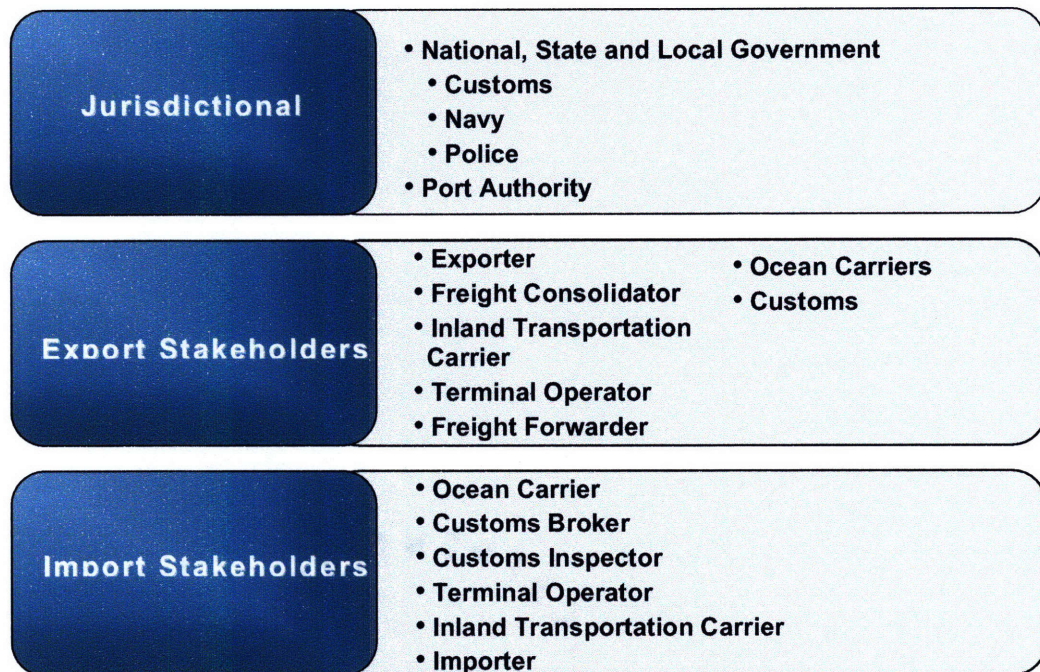 Jurisdictional
• National, State and Local Government
• Customs
• Navy
• Police
• Port Authority
Export Stakeholders
• Exporter
• Freight Consolidator
• Inland Transportation
Carrier
• Terminal Operator
• Freight Forwarder
• Ocean Carriers
• Customs
Import Stakeholders
• Ocean Carrier
• Customs Broker
• Customs Inspector
• Terminal Operator
• Inland Transportation Carrier
• Importer